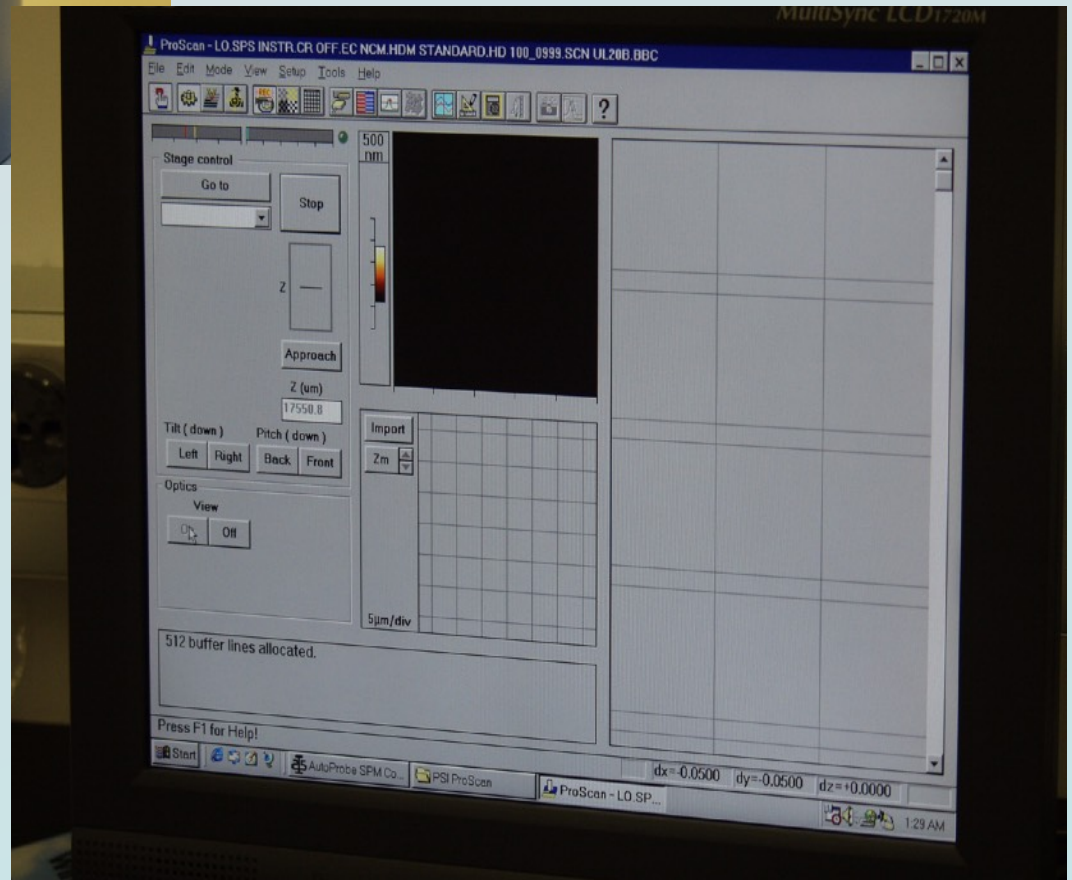 MultiSync LCD1720M
ProScan - LO.SPS INSTR.CR OFF.EC NCM.HDM STANDARD.HD 100_0999.SCN UL20B.BBC
File Edit Mode View Setup Tools Help
REC
?
Stage control
Go to
Stop
Z
Approach
Z (um)
17550.8
Tilt ( down )
Pitch ( down )
Left Right Back Front
Optics
View
Off
500
nm
Import
Zm
5µm/div
512 buffer lines allocated.
Press F1 for Help!
dx=-0.0500 dy=-0.0500 dz=+0.0000
Start AutoProbe SPM Co... PSI ProScan ProScan - LO.SP...
1:29 AM